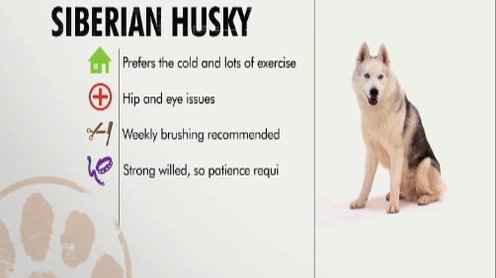 SIBERIAN HUSKY
Prefers the cold and lots of exercise
Hip and eye issues
Weekly brushing recommended
Strong willed, so patience requi